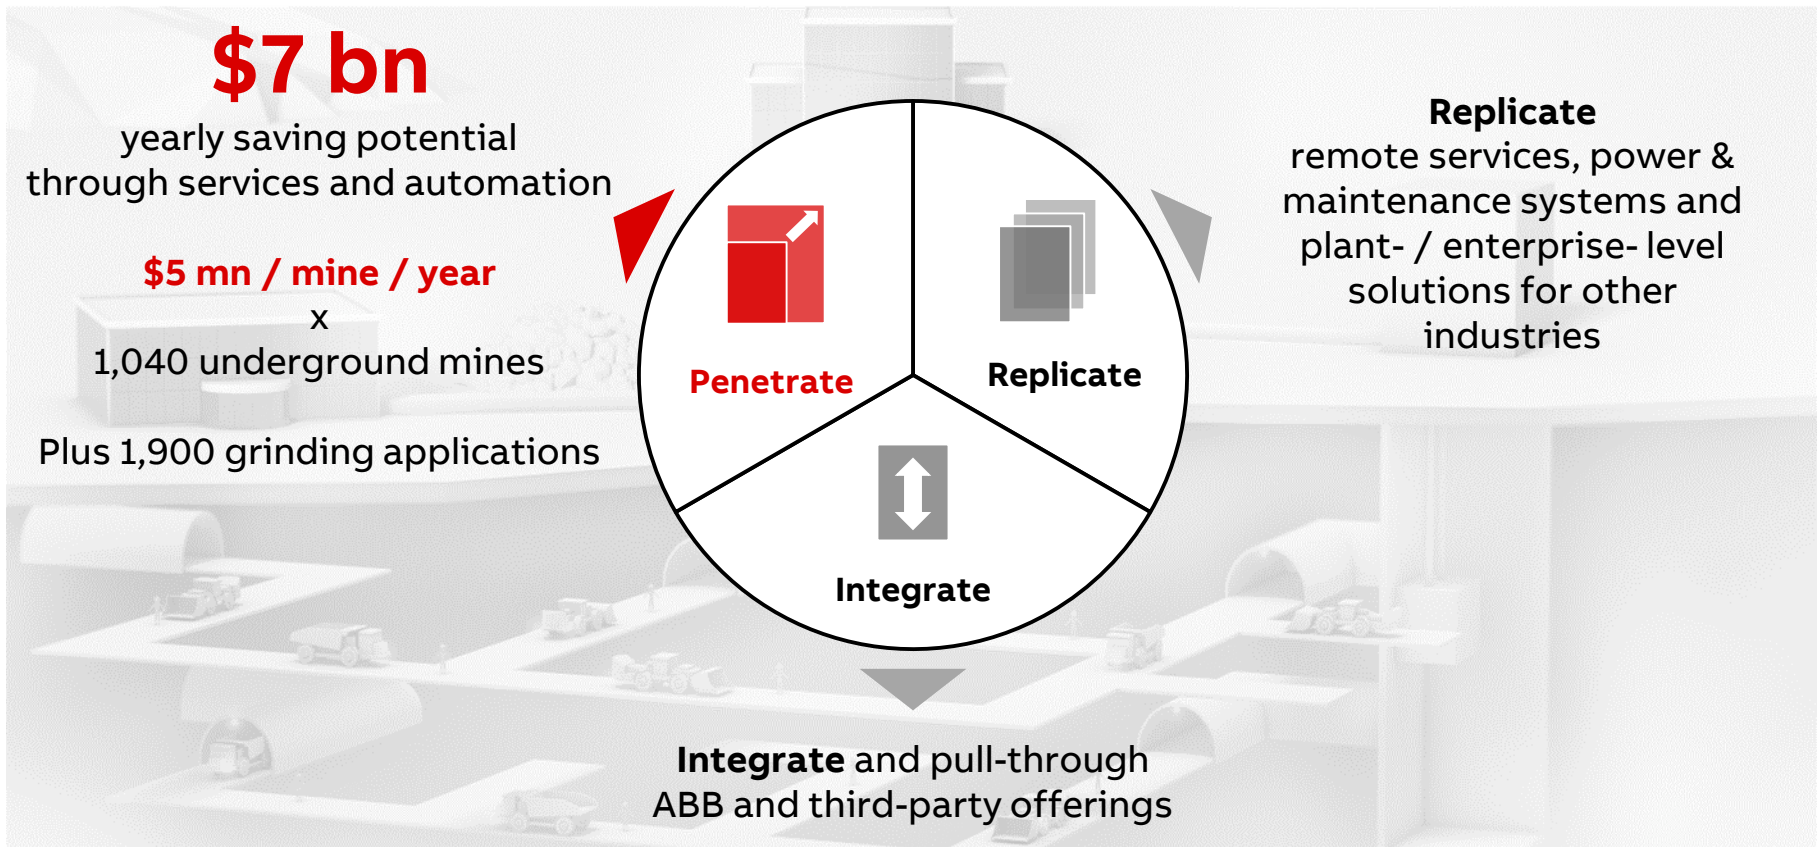 $7 bn
yearly saving potential
through services and automation
$5 mn / mine / year
x
1,040 underground mines
Plus 1,900 grinding applications
Penetrate
Replicate
Integrate
Replicate
remote services, power &
maintenance systems and
plant- / enterprise- level
solutions for other
industries
Integrate and pull-through
ABB and third-party offerings